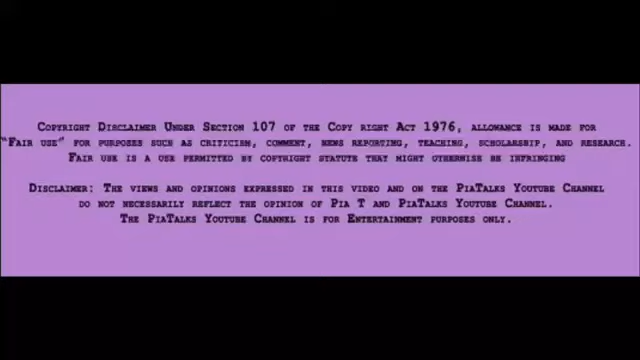 Copyright Disclaimer Under Section 107 of the Copy right Act 1976, allowance is made for
"Fair use" for purposes such as criticism, comment, news reporting, teaching, scholarship, and research.
Fair use is a use permitted by copyright statute that might otherwise be infringing
Disclaimer: The views and opinions expressed in this video and on the PiaTalks Youtube Channel
do not necessarily reflect the opinion of Pia T and PiaTalks Youtube Channel.
The PiaTalks Youtube Channel is for Entertainment purposes only.